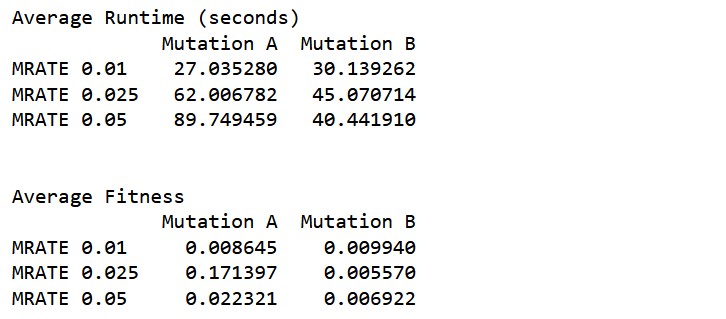 Average Runtime (seconds)
Mutation A Mutation B
MRATE 0.01 27.035280 30.139262
MRATE 0.025 62.006782 45.070714
MRATE 0.05 89.749459 40.441910
Average Fitness
Mutation A Mutation B
MRATE 0.01 0.008645 0.009940
MRATE 0.025 0.171397 0.005570
MRATE 0.05 0.022321 0.006922